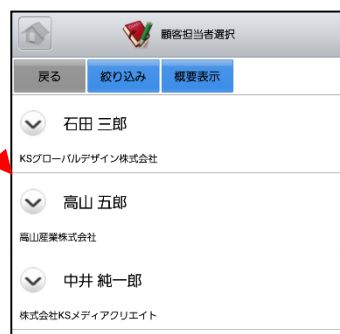 顧客担当者選択
戻る 絞り込み 概要表示
石田 三郎
KSグローバルデザイン株式会社
高山 五郎
高山産業株式会社
中井 純一郎
株式会社KSメディアクリエイト